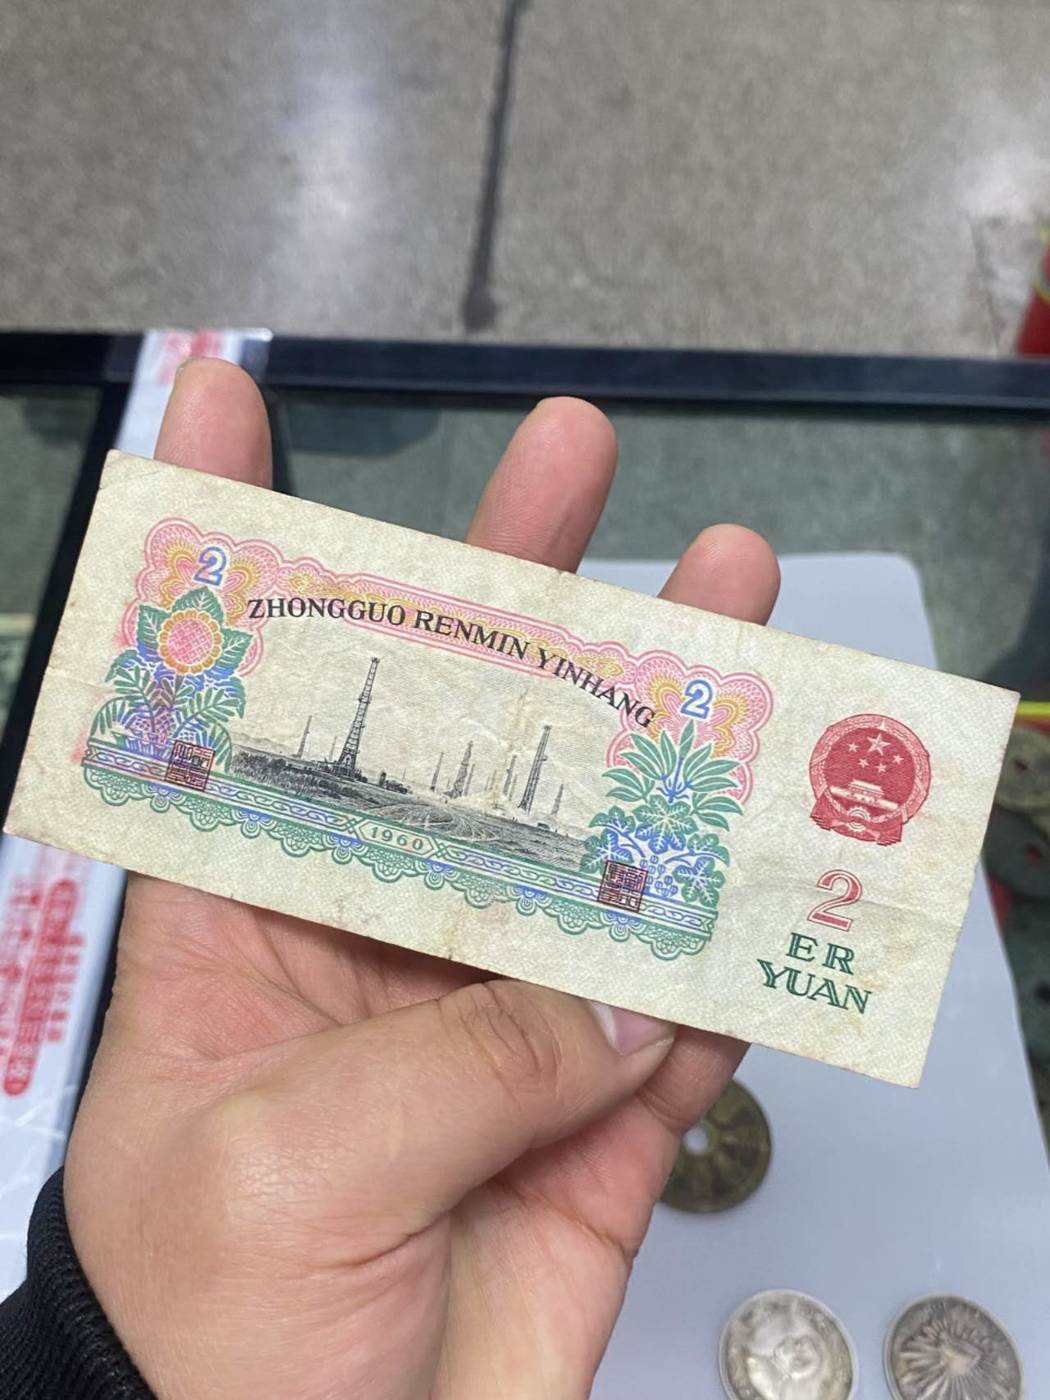 2
ZHONGGUO RENMIN YINHANG
2
1960
2
ER
YUAN